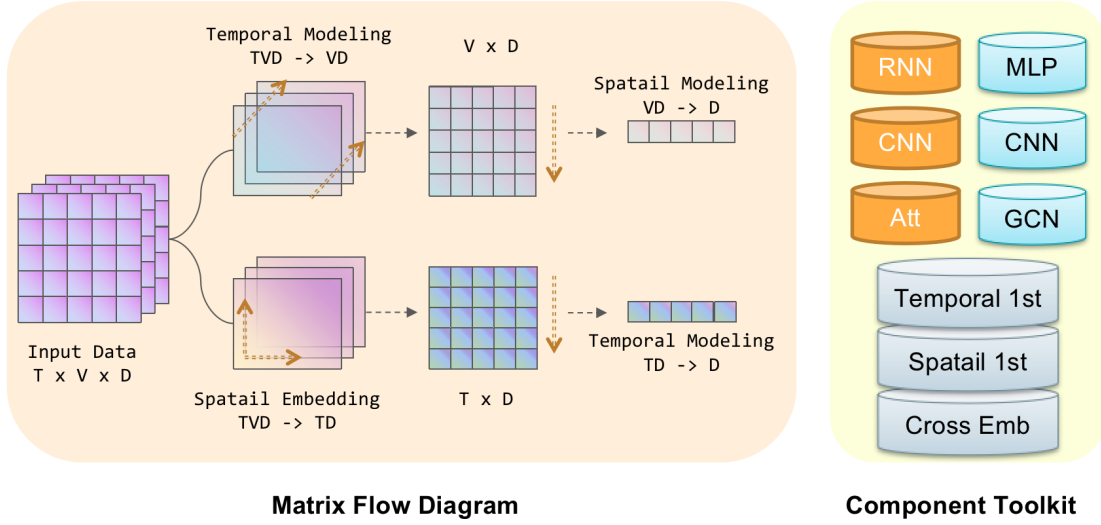 Temporal Modeling
TVD -> VD
V x D
Spatail Modeling
VD -> D
Input Data
T x V x D
Spatail Embedding
TVD -> TD
T x D
Temporal Modeling
TD -> D
Matrix Flow Diagram
RNN
MLP
CNN
CNN
Att
GCN
Temporal 1st
Spatail 1st
Cross Emb
Component Toolkit